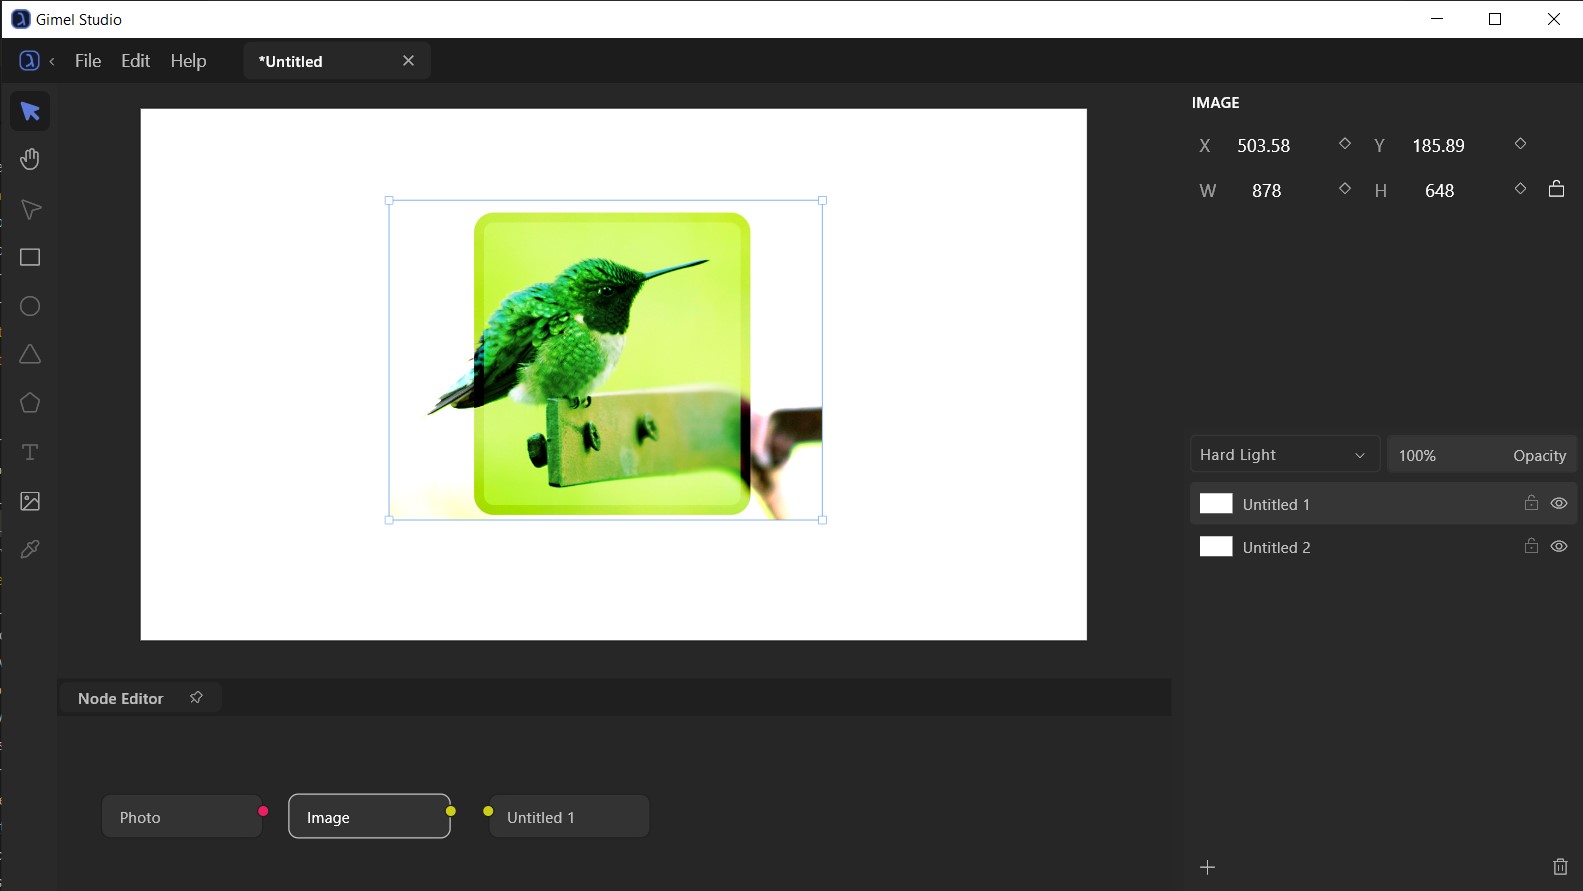 Gimel Studio
File Edit Help *Untitled
IMAGE
X 503.58 Y 185.89
W 878 H 648
Hard Light 100% Opacity
Untitled 1
Untitled 2
Node Editor
Photo Image Untitled 1